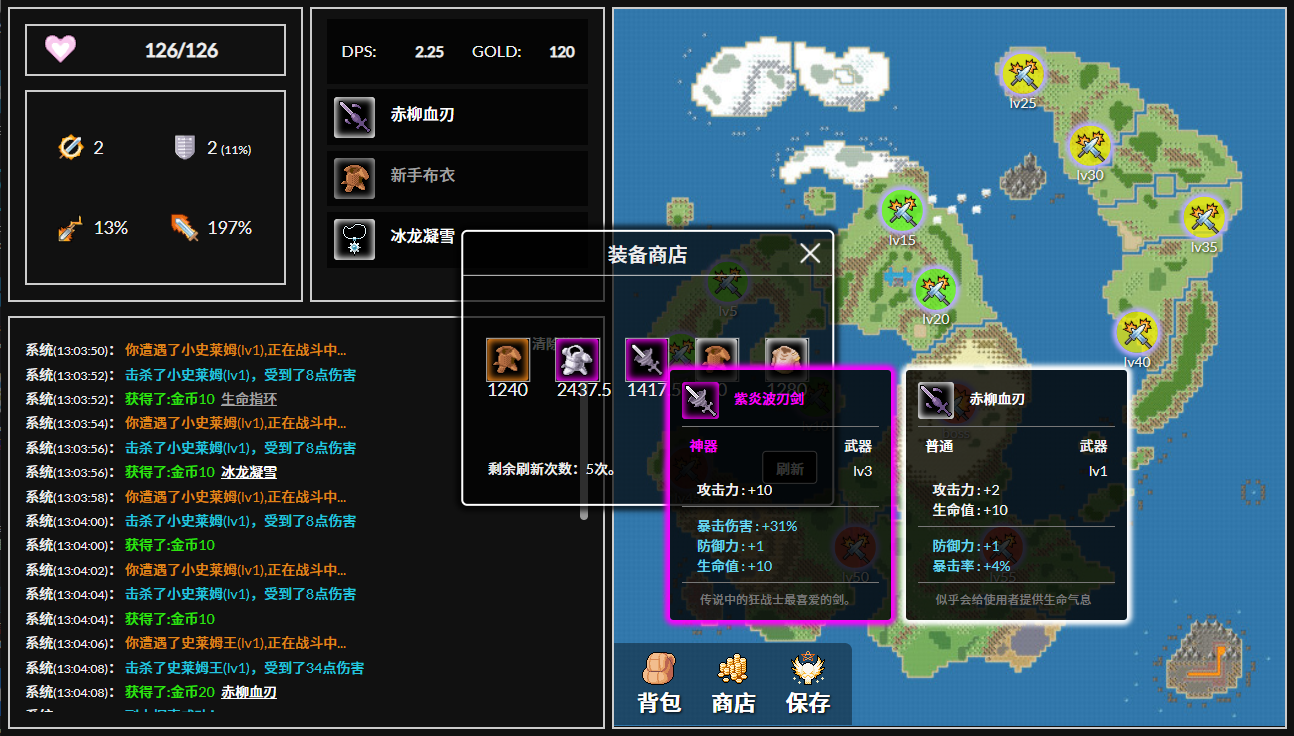 126/126
2
2 (11%)
13%
197%
DPS: 2.25 GOLD: 120
赤柳血刃
新手布衣
冰龙凝雪
系统(13:03:50): 你遭遇了小史莱姆(lv1),正在战斗中...
系统(13:03:52): 击杀了小史莱姆(lv1)，受到了8点伤害
系统(13:03:52): 获得了:金币10 生命指环
系统(13:03:54): 你遭遇了小史莱姆(lv1),正在战斗中...
系统(13:03:56): 击杀了小史莱姆(lv1)，受到了8点伤害
系统(13:03:56): 获得了:金币10 冰龙凝雪
系统(13:03:58): 你遭遇了小史莱姆(lv1),正在战斗中...
系统(13:04:00): 击杀了小史莱姆(lv1)，受到了8点伤害
系统(13:04:00): 获得了:金币10
系统(13:04:02): 你遭遇了小史莱姆(lv1),正在战斗中...
系统(13:04:04): 击杀了小史莱姆(lv1)，受到了8点伤害
系统(13:04:04): 获得了:金币10
系统(13:04:06): 你遭遇了史莱姆王(lv1),正在战斗中...
系统(13:04:08): 击杀了史莱姆王(lv1)，受到了34点伤害
系统(13:04:08): 获得了:金币20 赤柳血刃
装备商店
清除
1240
2437.5
1417.5
1280
剩余刷新次数：5次。
刷新
紫炎波刃剑
神器 武器
lv3
攻击力:+10
暴击伤害:+31%
防御力:+1
生命值:+10
传说中的狂战士最喜爱的剑。
赤柳血刃
普通 武器
lv1
攻击力:+2
生命值:+10
防御力:+1
暴击率:+4%
似乎会给使用者提供生命气息
lv25
lv30
lv15
lv35
lv5
lv20
lv40
lv50
lv55
背包
商店
保存